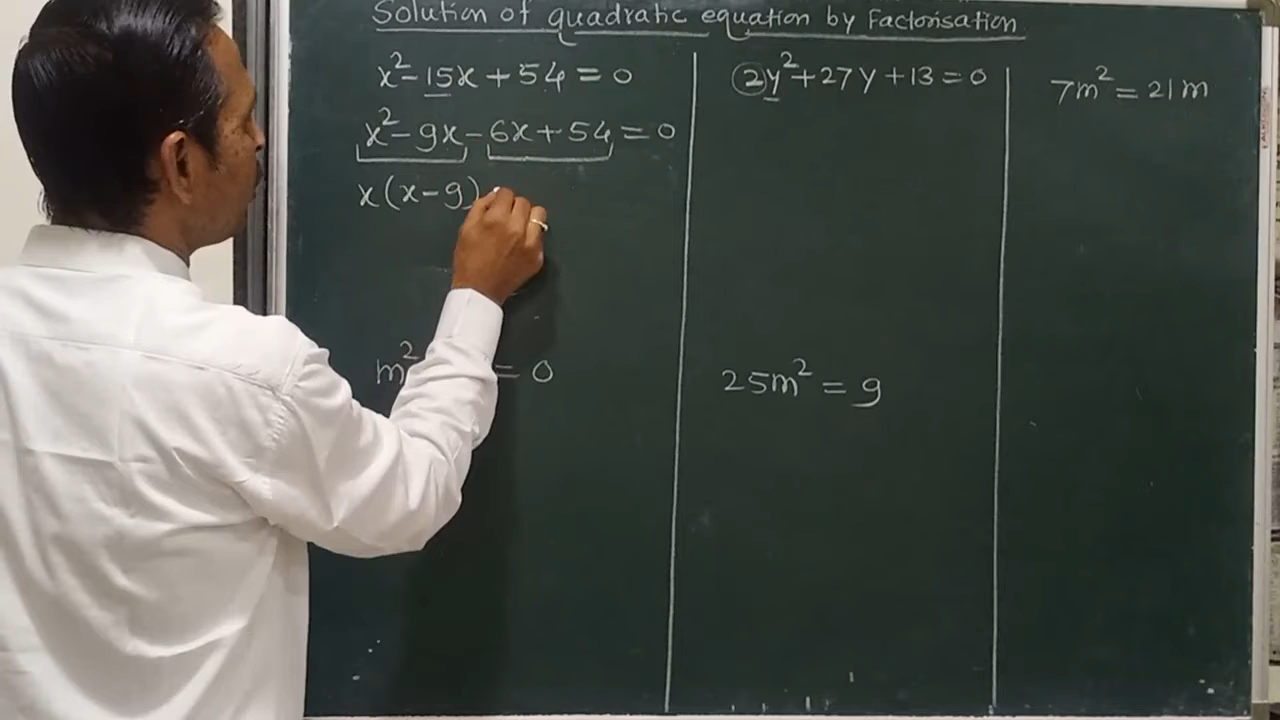 Solution of quadratic equation by Factorisation
x² - 15x + 54 = 0
x² - 9x - 6x + 54 = 0
x(x - 9)
m² = 0
2y² + 27y + 13 = 0
25m² = 9
7m² = 21m